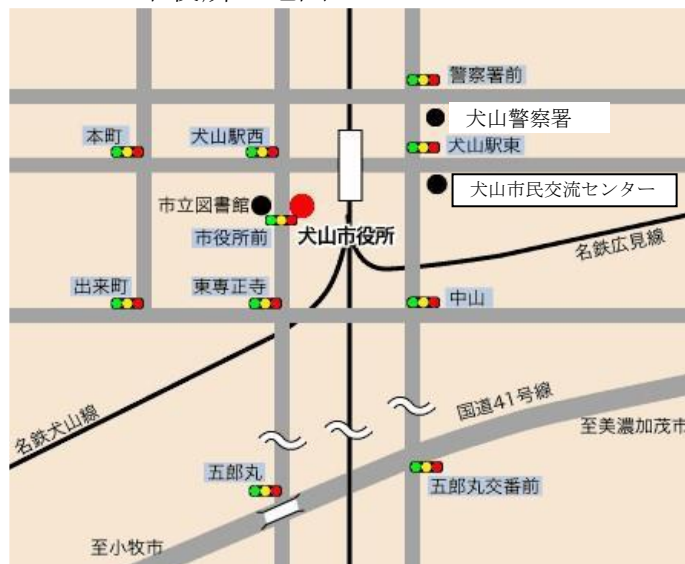 警察署前
犬山警察署
本町
犬山駅西
犬山駅東
犬山市民交流センター
市立図書館
市役所前
犬山市役所
名鉄広見線
出来町
東専正寺
中山
名鉄犬山線
国道41号線
至美濃加茂市
五郎丸
五郎丸交番前
至小牧市